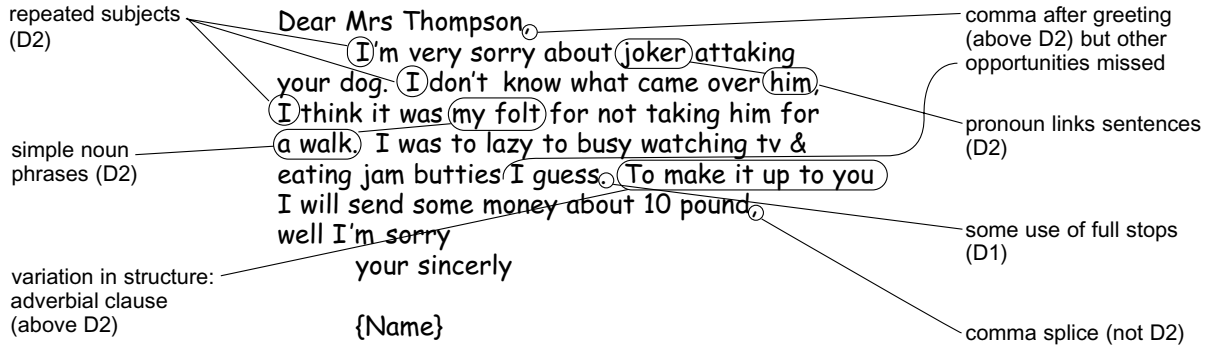 repeated subjects
(D2)
simple noun
phrases (D2)
variation in structure:
adverbial clause
(above D2)
Dear Mrs Thompson,
I'm very sorry about joker attaking
your dog. I don't know what came over him,
I think it was my folt for not taking him for
a walk. I was to lazy to busy watching tv &
eating jam butties I guess. To make it up to you
I will send some money about 10 pound,
well I'm sorry
your sincerly
{Name}
comma after greeting
(above D2) but other
opportunities missed
pronoun links sentences
(D2)
some use of full stops
(D1)
comma splice (not D2)